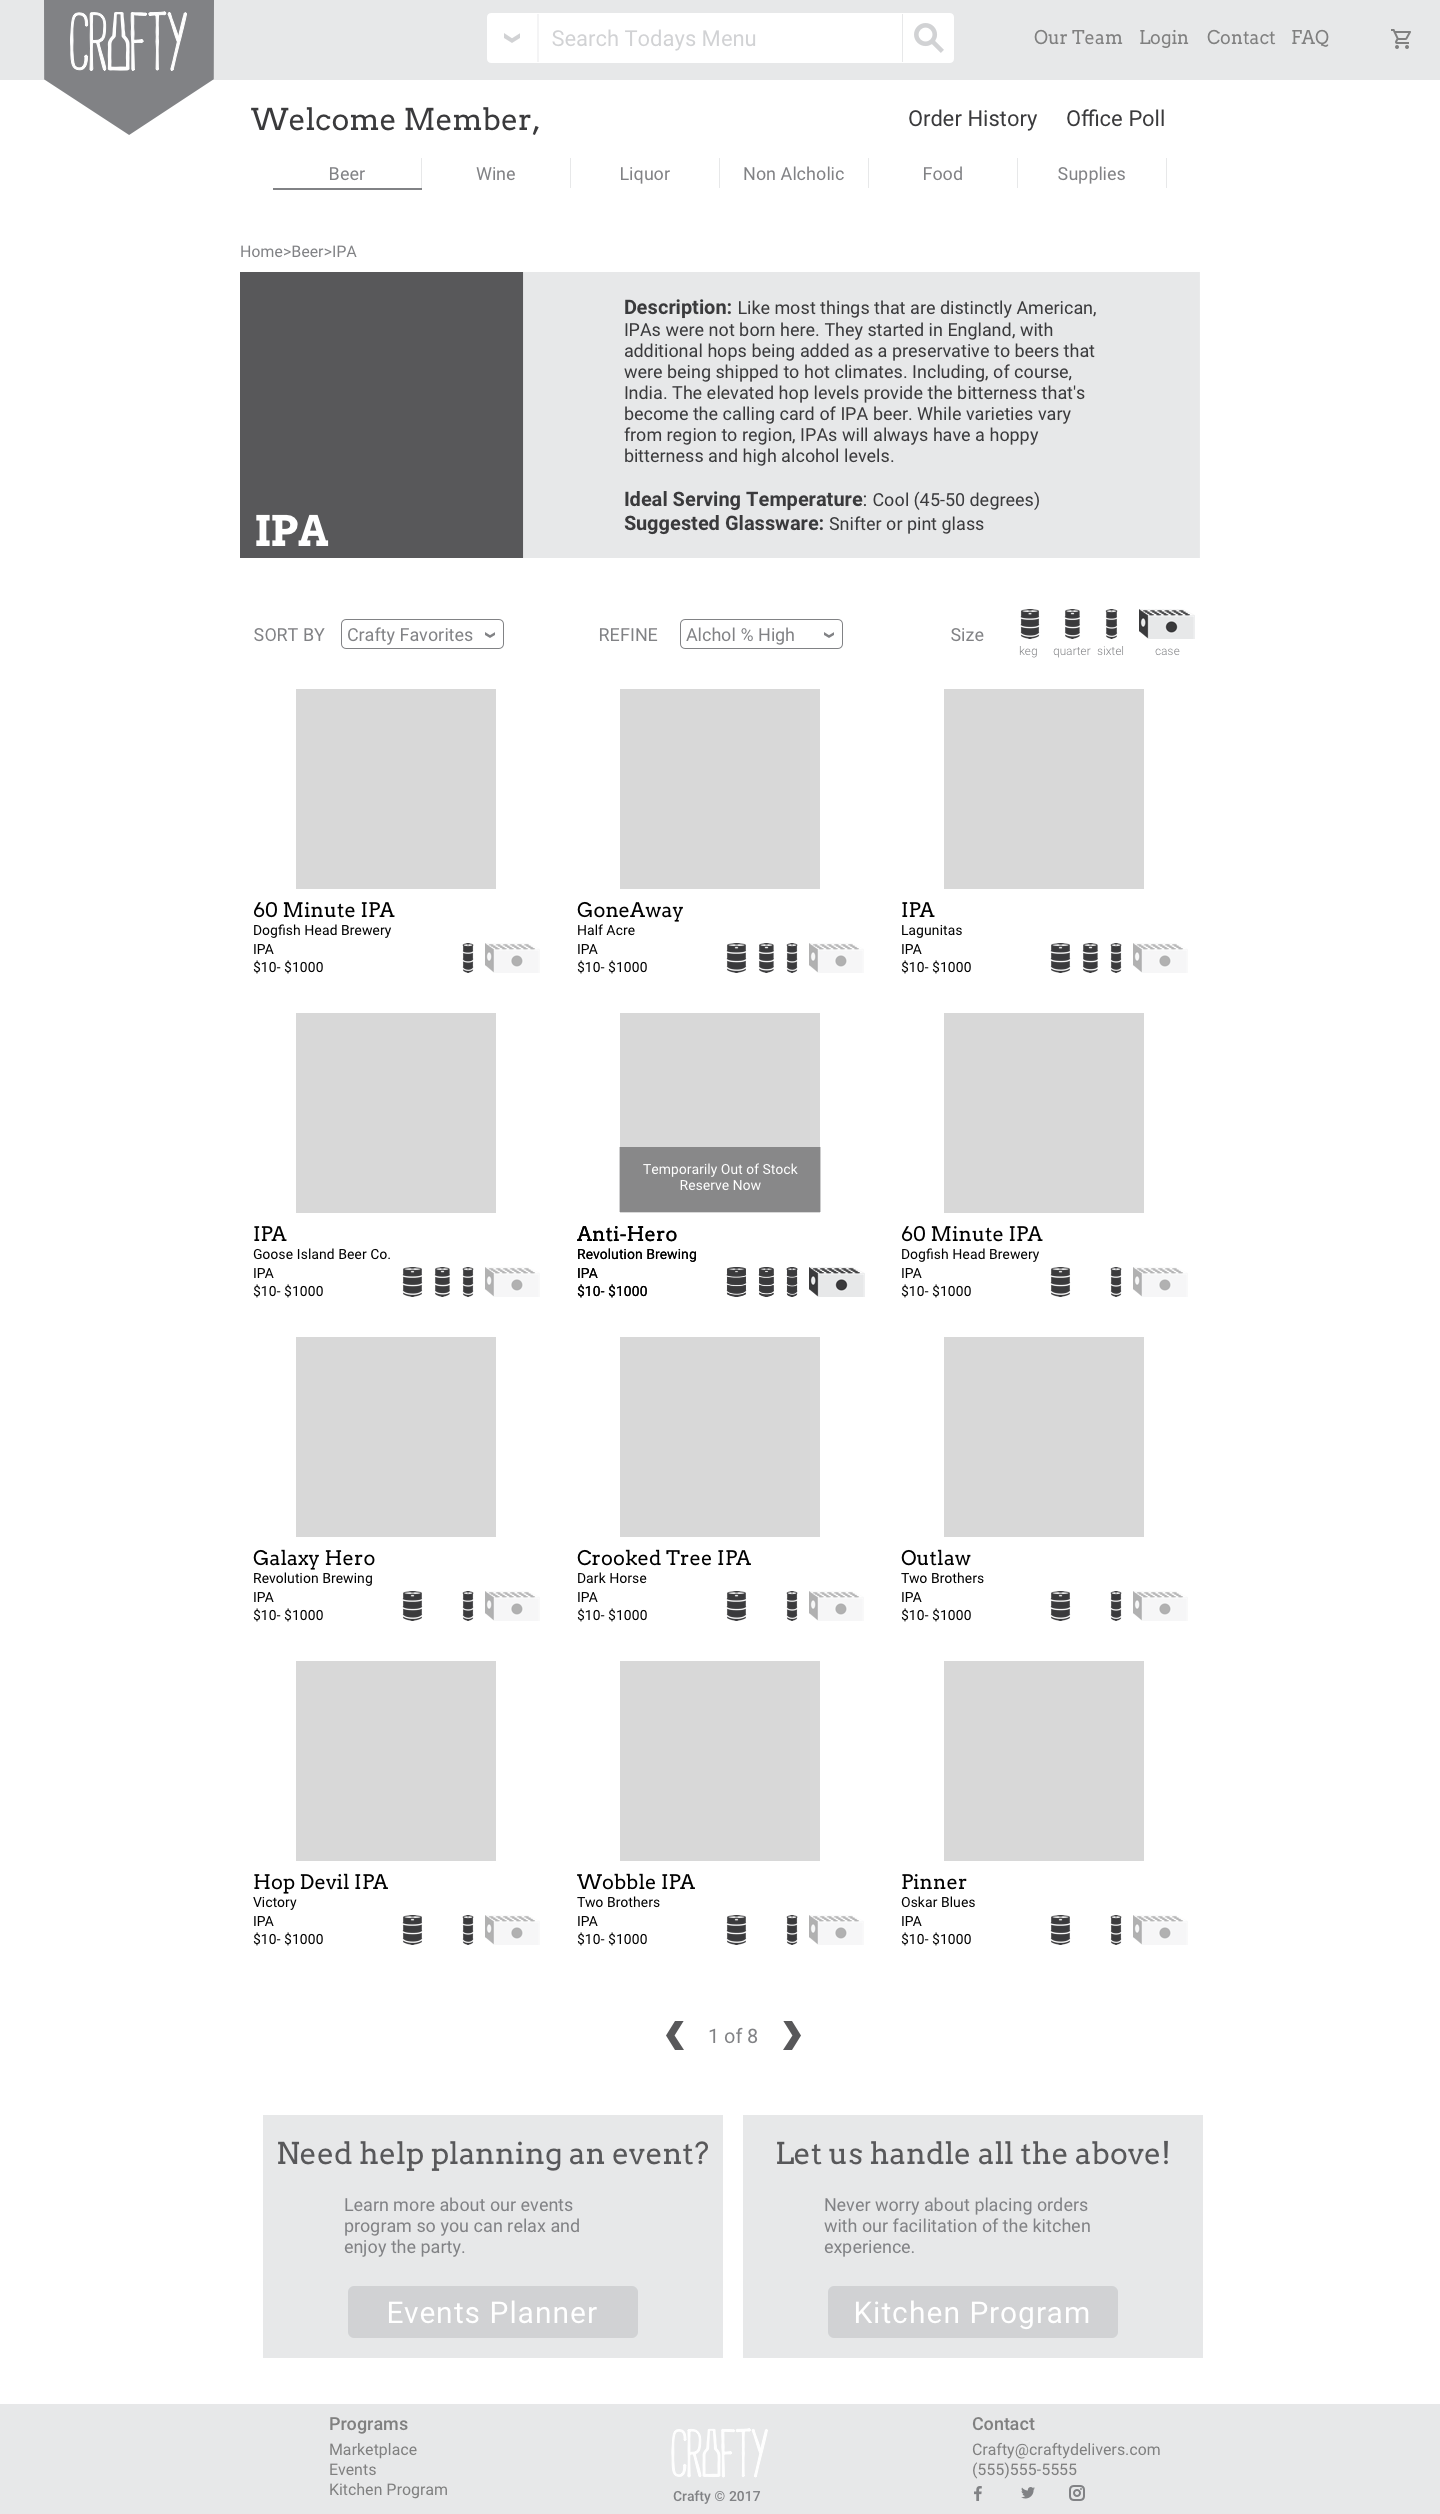 CRAFTY
Search Todays Menu
Our Team Login Contact FAQ
Welcome Member,
Order History Office Poll
Beer Wine Liquor Non Alcholic Food Supplies
Home>Beer>IPA
IPA
Description: Like most things that are distinctly American,
IPAs were not born here. They started in England, with
additional hops being added as a preservative to beers that
were being shipped to hot climates. Including, of course,
India. The elevated hop levels provide the bitterness that's
become the calling card of IPA beer. While varieties vary
from region to region, IPAs will always have a hoppy
bitterness and high alcohol levels.
Ideal Serving Temperature: Cool (45-50 degrees)
Suggested Glassware: Snifter or pint glass
SORT BY Crafty Favorites REFINE Alchol % High Size
keg quarter sixtel case
60 Minute IPA
Dogfish Head Brewery
IPA
$10- $1000
GoneAway
Half Acre
IPA
$10- $1000
IPA
Lagunitas
IPA
$10- $1000
IPA
Goose Island Beer Co.
IPA
$10- $1000
Temporarily Out of Stock
Reserve Now
Anti-Hero
Revolution Brewing
IPA
$10- $1000
60 Minute IPA
Dogfish Head Brewery
IPA
$10- $1000
Galaxy Hero
Revolution Brewing
IPA
$10- $1000
Crooked Tree IPA
Dark Horse
IPA
$10- $1000
Outlaw
Two Brothers
IPA
$10- $1000
Hop Devil IPA
Victory
IPA
$10- $1000
Wobble IPA
Two Brothers
IPA
$10- $1000
Pinner
Oskar Blues
IPA
$10- $1000
1 of 8
Need help planning an event?
Learn more about our events
program so you can relax and
enjoy the party.
Events Planner
Let us handle all the above!
Never worry about placing orders
with our facilitation of the kitchen
experience.
Kitchen Program
Programs
Marketplace
Events
Kitchen Program
CRAFTY
Crafty © 2017
Contact
Crafty@craftydelivers.com
(555)555-5555